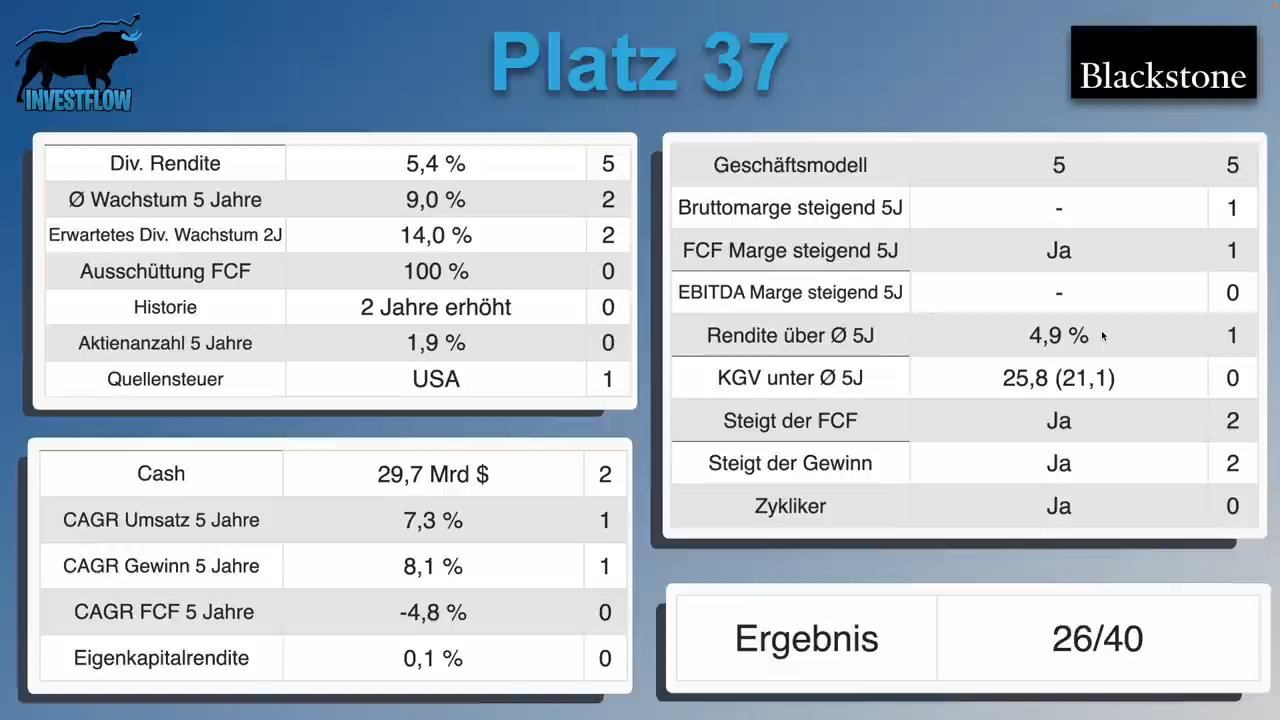 INVESTFLOW
Platz 37
Blackstone
Div. Rendite 5,4 % 5
Ø Wachstum 5 Jahre 9,0 % 2
Erwartetes Div. Wachstum 2J 14,0 % 2
Ausschüttung FCF 100 % 0
Historie 2 Jahre erhöht 0
Aktienanzahl 5 Jahre 1,9 % 0
Quellensteuer USA 1
Cash 29,7 Mrd $ 2
CAGR Umsatz 5 Jahre 7,3 % 1
CAGR Gewinn 5 Jahre 8,1 % 1
CAGR FCF 5 Jahre -4,8 % 0
Eigenkapitalrendite 0,1 % 0
Geschäftsmodell 5 5
Bruttomarge steigend 5J - 1
FCF Marge steigend 5J Ja 1
EBITDA Marge steigend 5J - 0
Rendite über Ø 5J 4,9 % 1
KGV unter Ø 5J 25,8 (21,1) 0
Steigt der FCF Ja 2
Steigt der Gewinn Ja 2
Zykliker Ja 0
Ergebnis 26/40